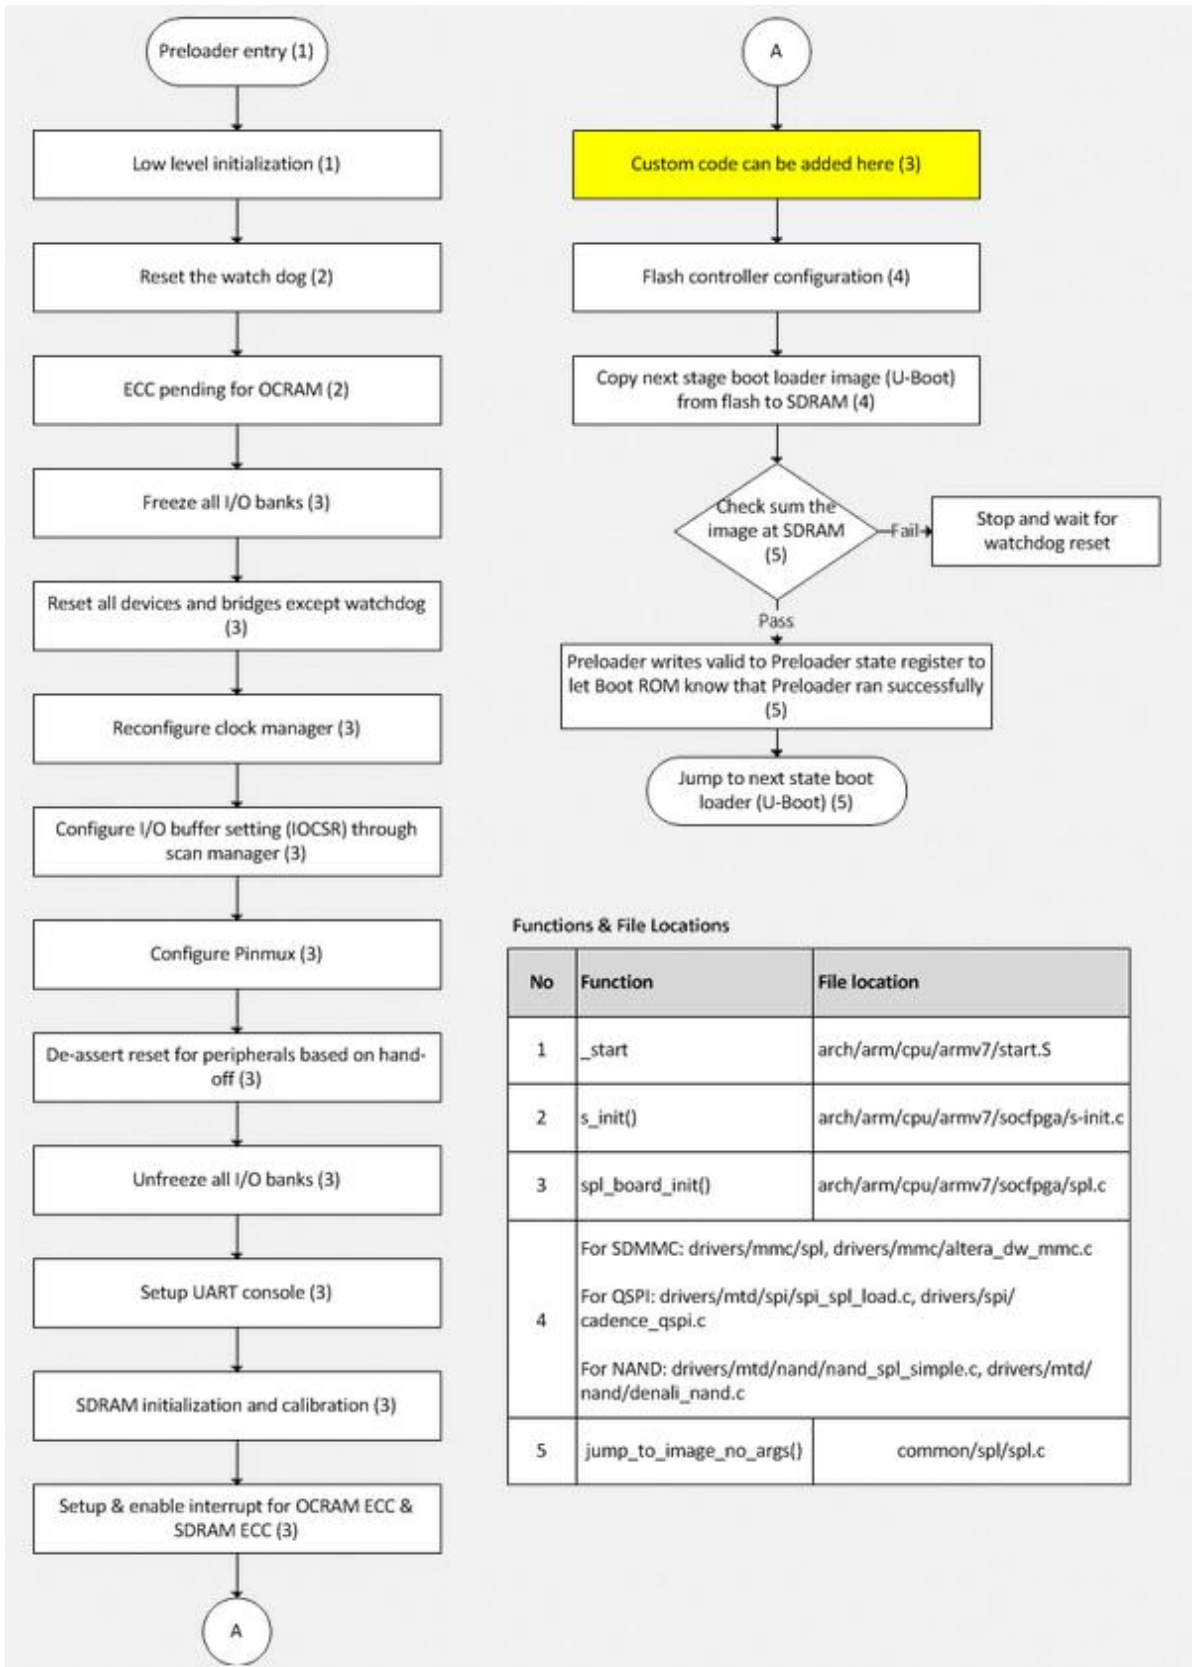 Preloader entry (1)
Low level initialization (1)
Reset the watch dog (2)
ECC pending for OCRAM (2)
Freeze all I/O banks (3)
Reset all devices and bridges except watchdog
(3)
Reconfigure clock manager (3)
Configure I/O buffer setting (IOCSR) through
scan manager (3)
Configure Pinmux (3)
De-assert reset for peripherals based on hand-
off (3)
Unfreeze all I/O banks (3)
Setup UART console (3)
SDRAM initialization and calibration (3)
Setup & enable interrupt for OCRAM ECC &
SDRAM ECC (3)
A
A
Custom code can be added here (3)
Flash controller configuration (4)
Copy next stage boot loader image (U-Boot)
from flash to SDRAM (4)
Check sum the
image at SDRAM
(5)
Fail
Stop and wait for
watchdog reset
Pass
Preloader writes valid to Preloader state register to
let Boot ROM know that Preloader ran successfully
(5)
Jump to next state boot
loader (U-Boot) (5)
Functions & File Locations
No Function File location
1 _start arch/arm/cpu/armv7/start.S
2 s_init() arch/arm/cpu/armv7/socfpga/s-init.c
3 spl_board_init() arch/arm/cpu/armv7/socfpga/spl.c
4
For SDMMC: drivers/mmc/spl, drivers/mmc/altera_dw_mmc.c
For QSPI: drivers/mtd/spi/spi_spl_load.c, drivers/spi/
cadence_qspi.c
For NAND: drivers/mtd/nand/nand_spl_simple.c, drivers/mtd/
nand/denali_nand.c
5 jump_to_image_no_args() common/spl/spl.c